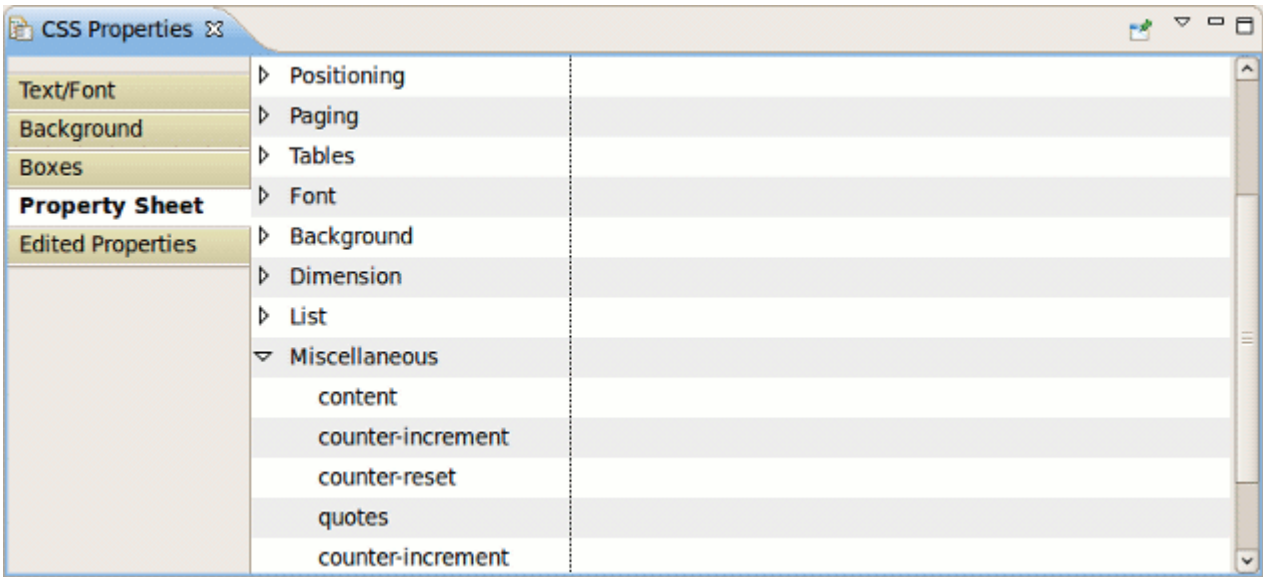 CSS Properties
Text/Font
Background
Boxes
Property Sheet
Edited Properties
Positioning
Paging
Tables
Font
Background
Dimension
List
Miscellaneous
content
counter-increment
counter-reset
quotes
counter-increment